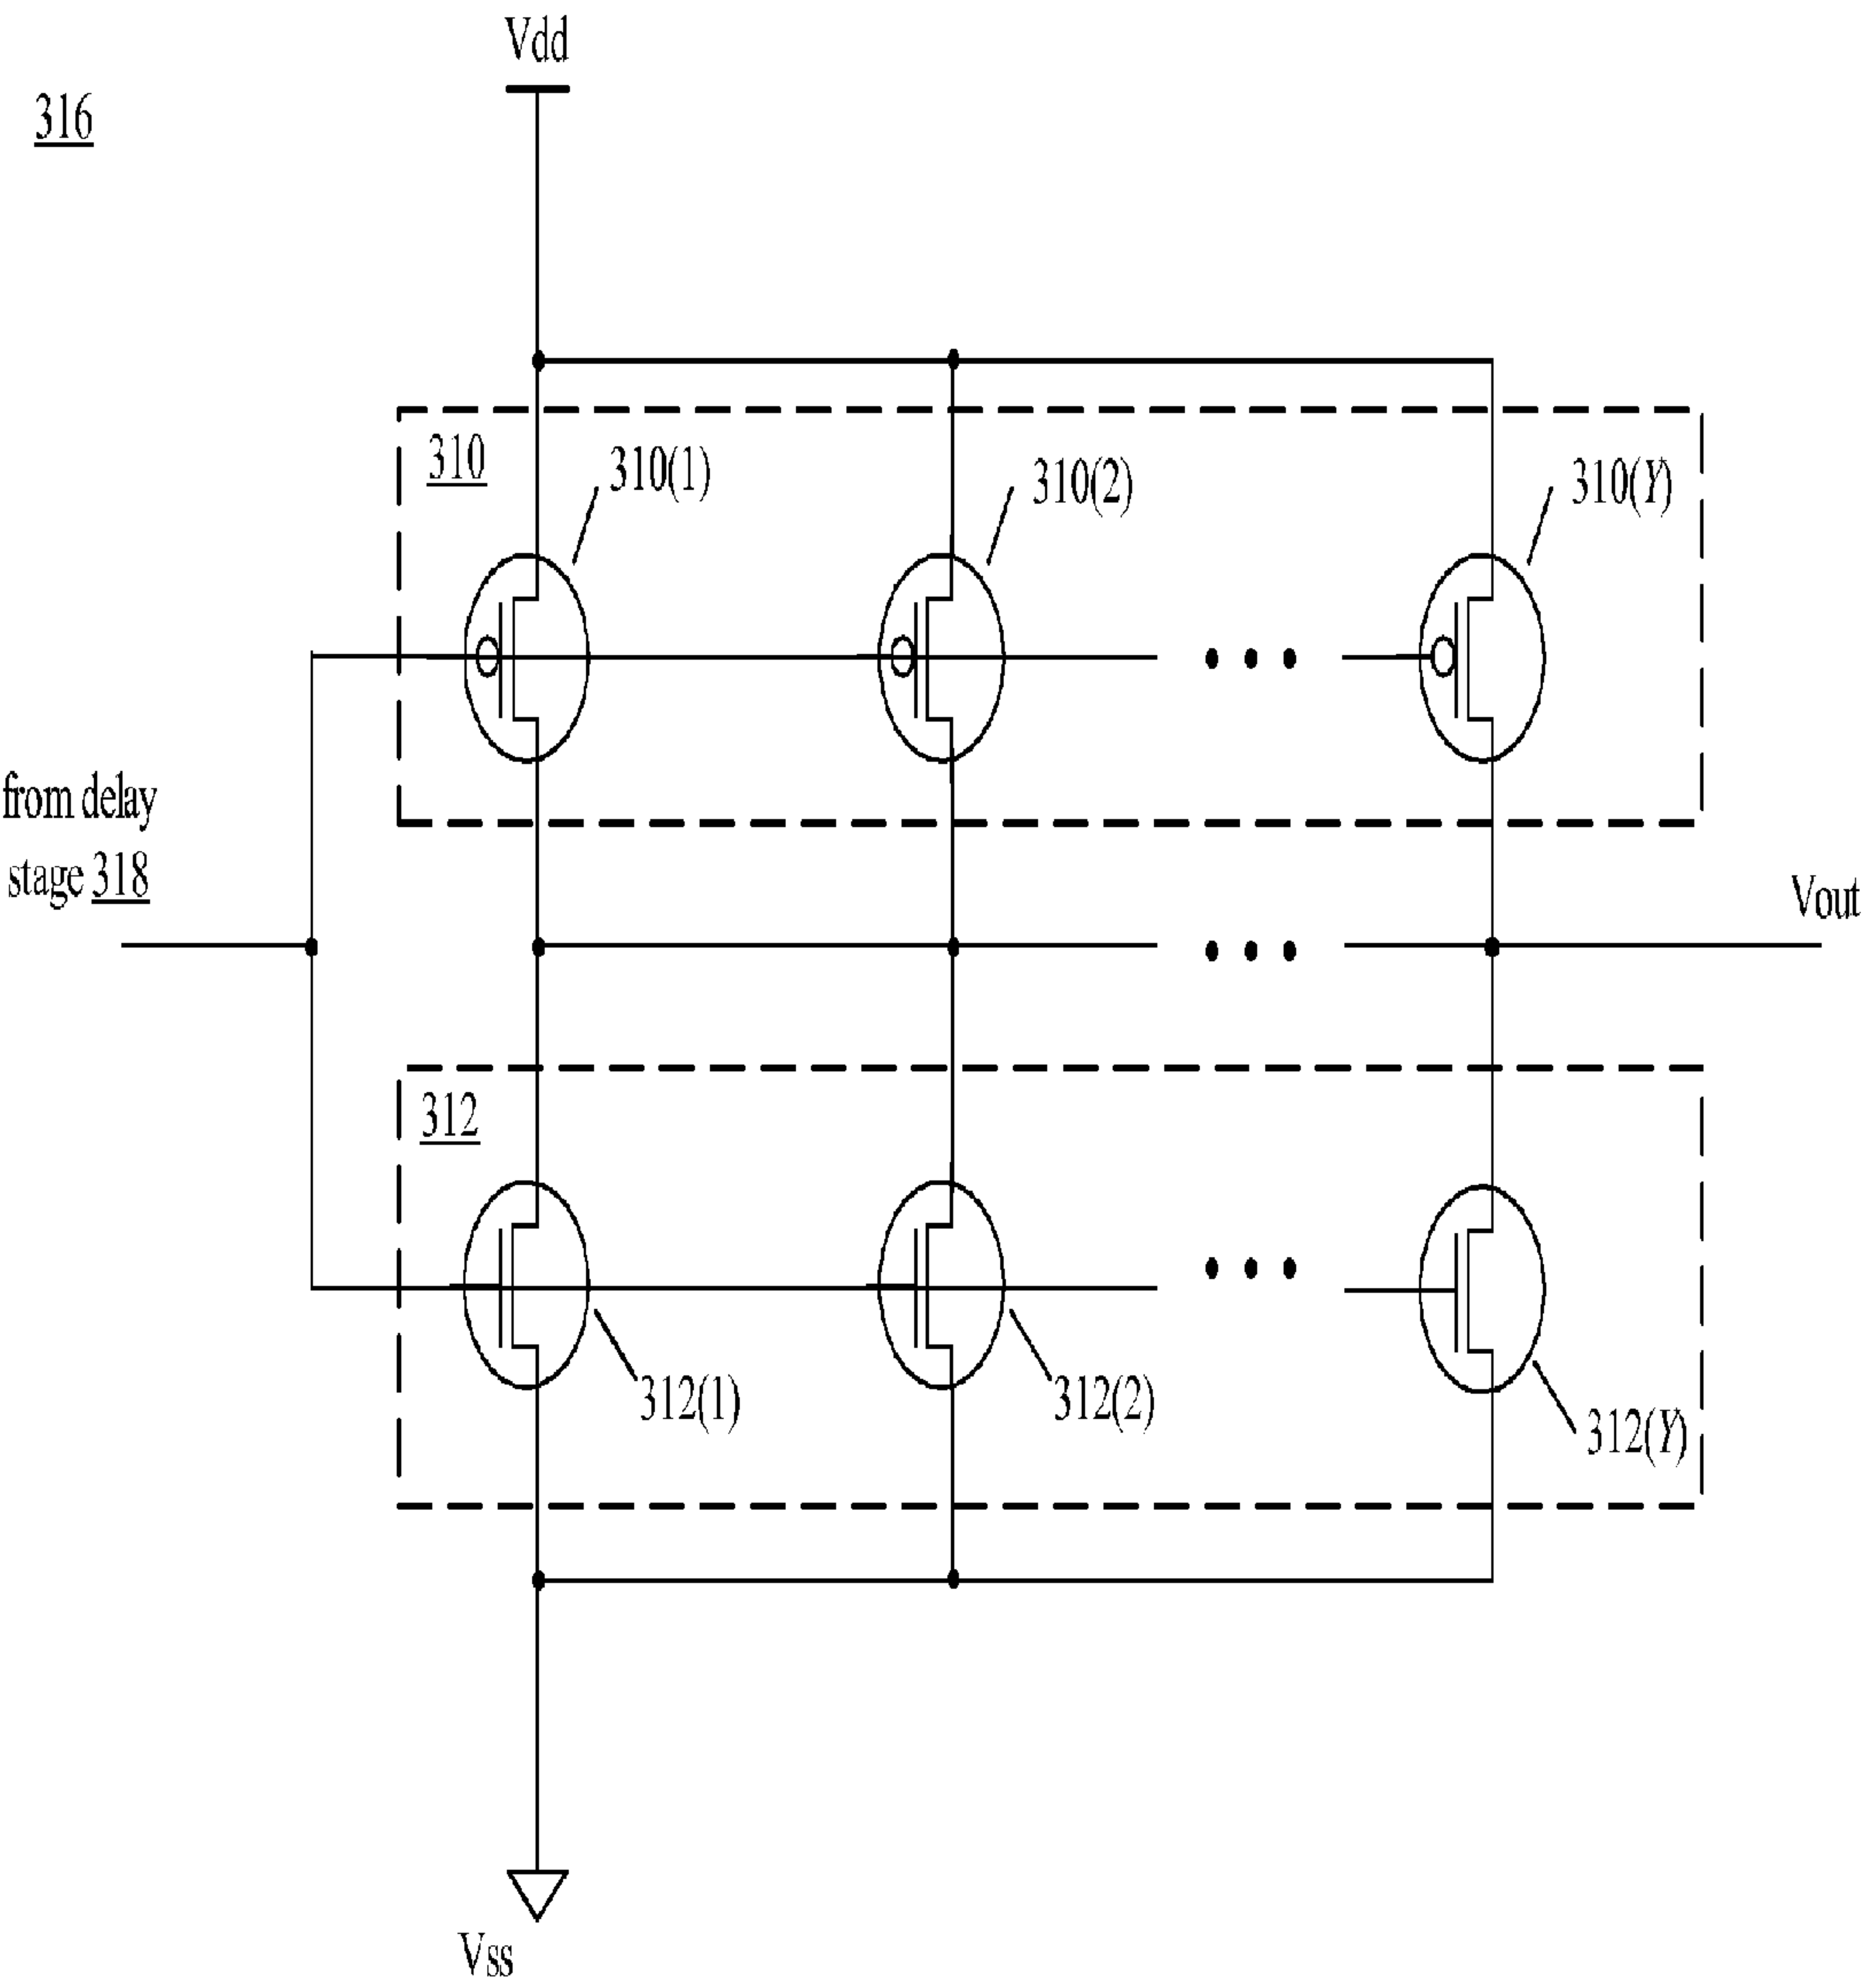 Vdd
316
310
310(1)
310(2)
310(Y)
from delay
stage 318
Vout
312
312(1)
312(2)
312(Y)
Vss